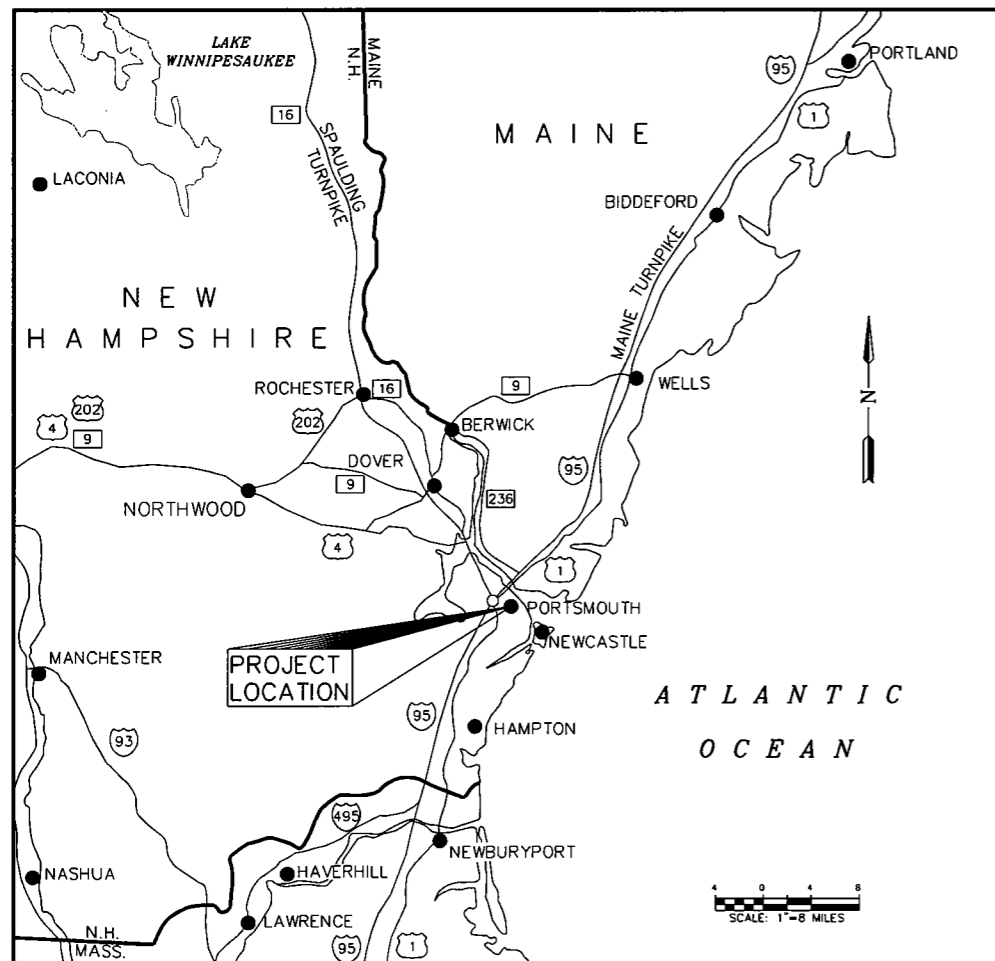 LAKE
WINNIPESAUKEE
MAINE
N.H.
95
PORTLAND
1
16
SPAULDING
TURNPIKE
MAINE
LACONIA
BIDDEFORD
MAINE TURNPIKE
NEW
HAMPSHIRE
N
ROCHESTER
16
9
WELLS
202
4
9
202
BERWICK
DOVER
95
9
236
NORTHWOOD
4
1
PORTSMOUTH
NEWCASTLE
PROJECT
LOCATION
MANCHESTER
ATLANTIC
OCEAN
95
HAMPTON
93
495
NEWBURYPORT
NASHUA
HAVERHILL
4 0 4 8
SCALE: 1"=8 MILES
LAWRENCE
N.H.
MASS.
95
1